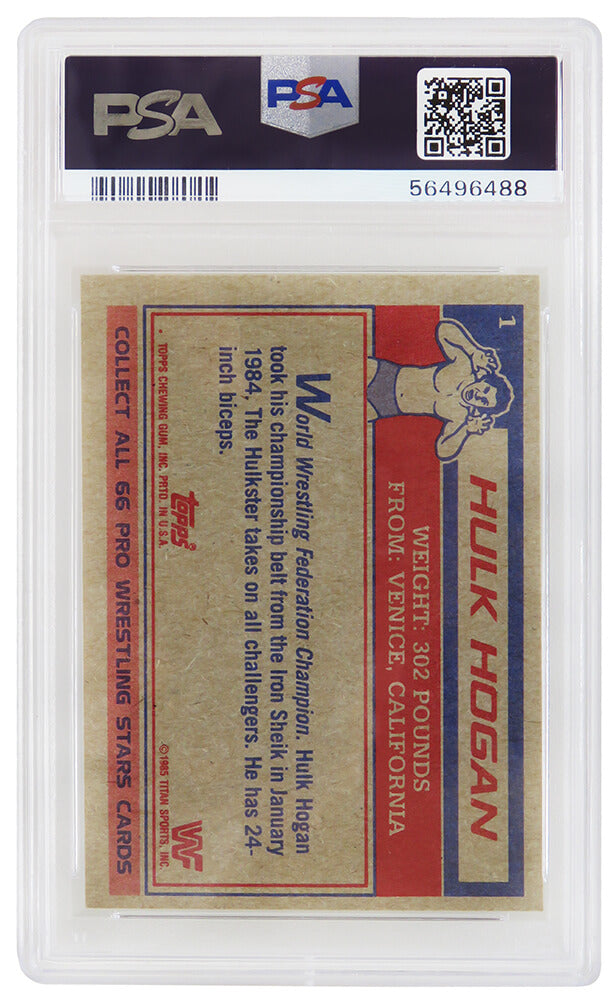 PSA
PSA
56496488
1
HULK HOGAN
WEIGHT: 302 POUNDS
FROM: VENICE, CALIFORNIA
World Wrestling Federation Champion. Hulk Hogan
took his championship belt from the Iron Sheik in January
1984, The Hulkster takes on all challengers. He has 24-
inch biceps.
topps
W
* TOPPS CHEWING GUM, INC. PRTD. IN U.S.A.
©1985 TITAN SPORTS, INC.
COLLECT ALL 66 PRO WRESTLING STARS CARDS